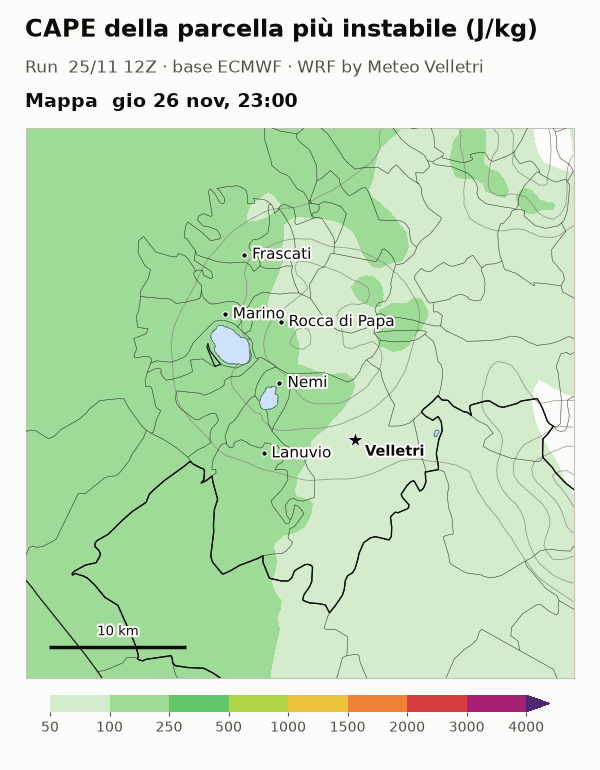 CAPE della parcella più instabile (J/kg)
Run  25/11 12Z · base ECMWF · WRF by Meteo Velletri
Mappa  gio 26 nov, 23:00
Frascati
Marino
Rocca di Papa
Nemi
Velletri
Lanuvio
10 km
50 100 250 500 1000 1500 2000 3000 4000